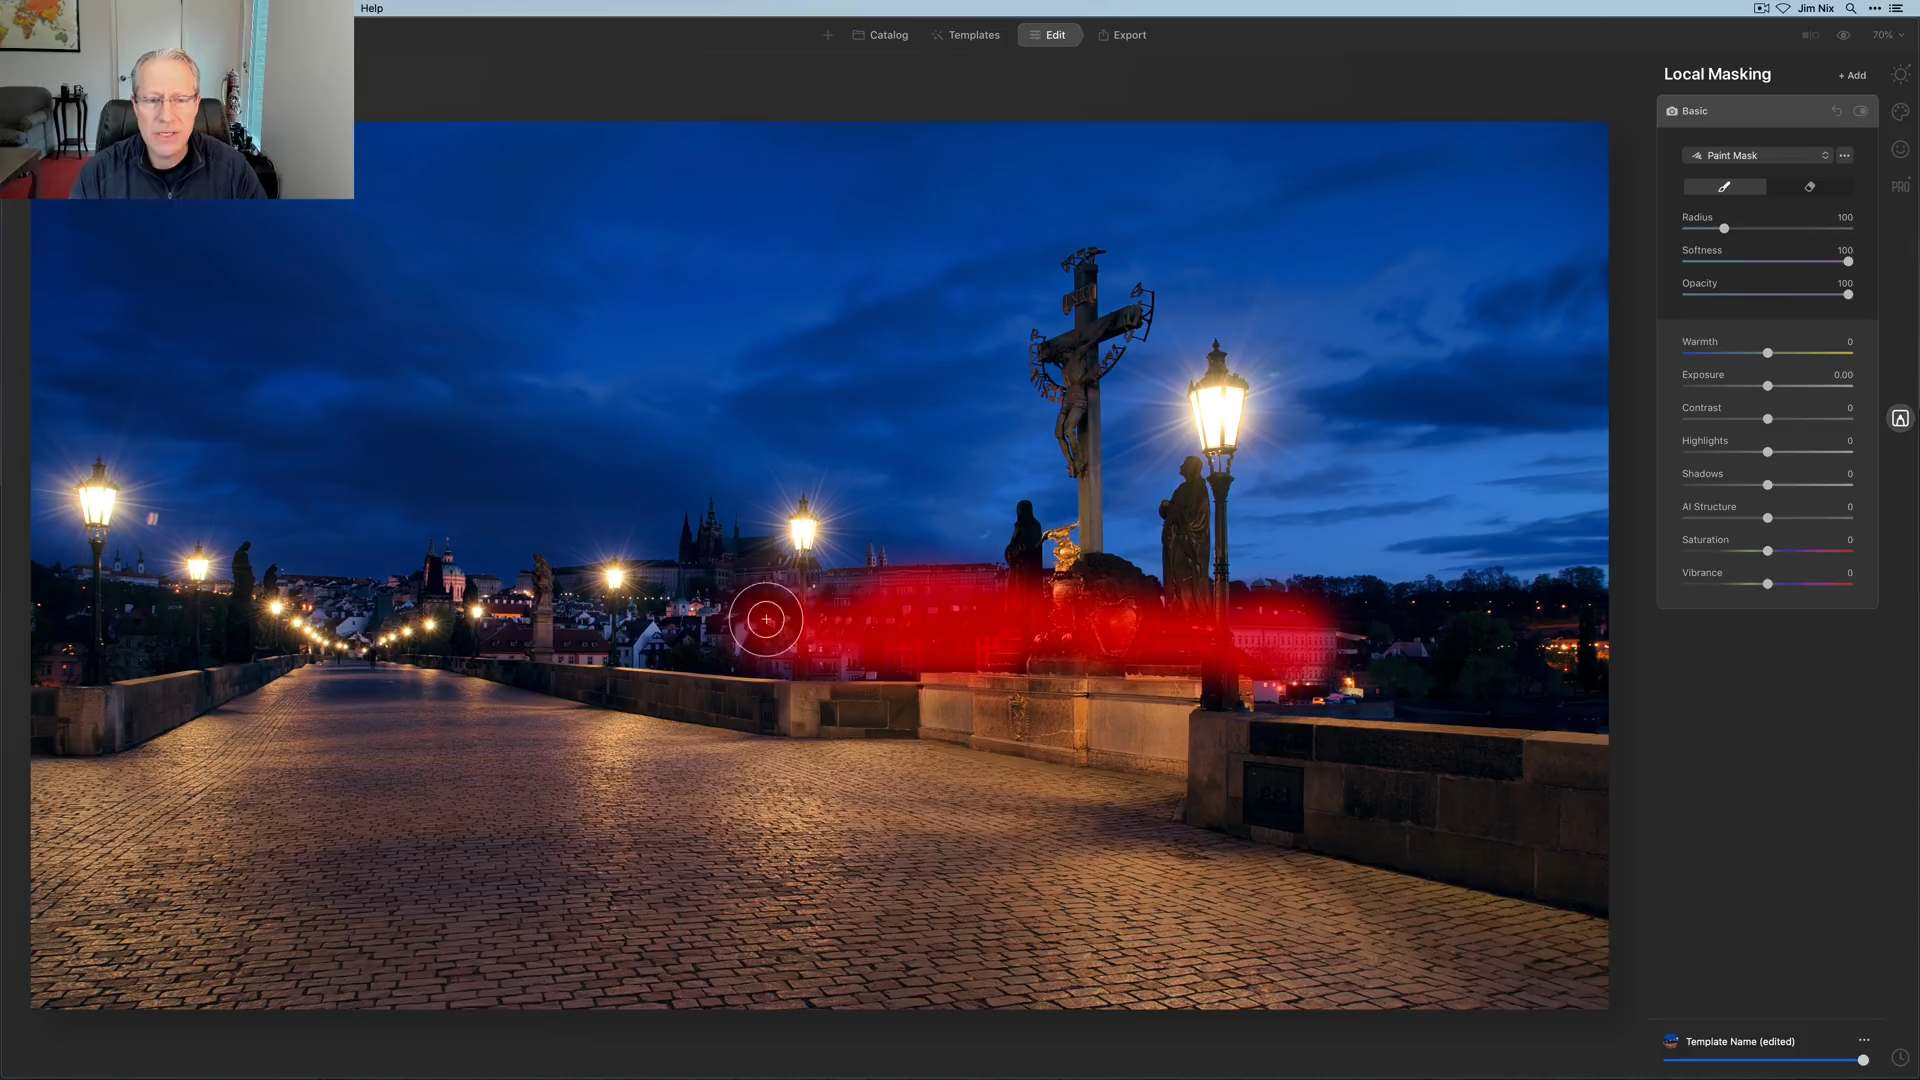 Help
Jim Nix
Catalog
Templates
Edit
Export
70%
Local Masking
+ Add
Basic
Paint Mask
Radius 100
Softness 100
Opacity 100
Warmth 0
Exposure 0.00
Contrast 0
Highlights 0
Shadows 0
AI Structure 0
Saturation 0
Vibrance 0
PRO
Template Name (edited)